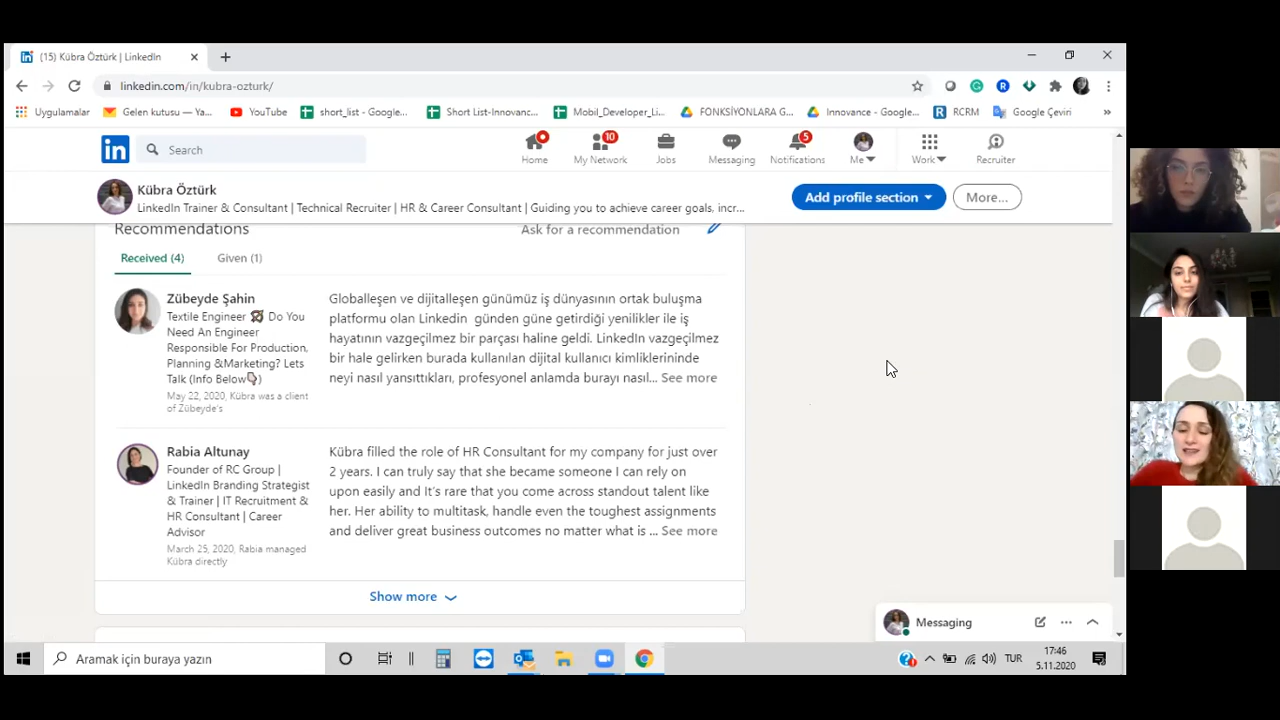 (15) Kübra Öztürk | LinkedIn
linkedin.com/in/kubra-ozturk/
Uygulamalar
Gelen kutusu — Ya...
YouTube
short_list - Google...
Short List-Innovanc...
Mobil_Developer_Li...
FONKSİYONLARA G...
Innovance - Google...
RCRM
Google Çeviri
»
in
Search
Home
10
My Network
Jobs
Messaging
5
Notifications
Me
Work
Recruiter
Kübra Öztürk
LinkedIn Trainer & Consultant | Technical Recruiter | HR & Career Consultant | Guiding you to achieve career goals, incr...
Add profile section
More...
Recommendations
Ask for a recommendation
Received (4)
Given (1)
Zübeyde Şahin
Textile Engineer
Do You
Need An Engineer
Responsible For Production,
Planning &Marketing? Lets
Talk (Info Below
)
May 22, 2020, Kübra was a client
of Zübeyde's
Globalleşen ve dijitalleşen günümüz iş dünyasının ortak buluşma
platformu olan Linkedin günden güne getirdiği yenilikler ile iş
hayatının vazgeçilmez bir parçası haline geldi. LinkedIn vazgeçilmez
bir hale gelirken burada kullanılan dijital kullanıcı kimliklerininde
neyi nasıl yansıttıkları, profesyonel anlamda burayı nasıl... See more
Rabia Altunay
Founder of RC Group |
LinkedIn Branding Strategist
& Trainer | IT Recruitment &
HR Consultant | Career
Advisor
March 25, 2020, Rabia managed
Kübra directly
Kübra filled the role of HR Consultant for my company for just over
2 years. I can truly say that she became someone I can rely on
upon easily and It's rare that you come across standout talent like
her. Her ability to multitask, handle even the toughest assignments
and deliver great business outcomes no matter what is ... See more
Show more
Messaging
Aramak için buraya yazın
TUR
17:46
5.11.2020